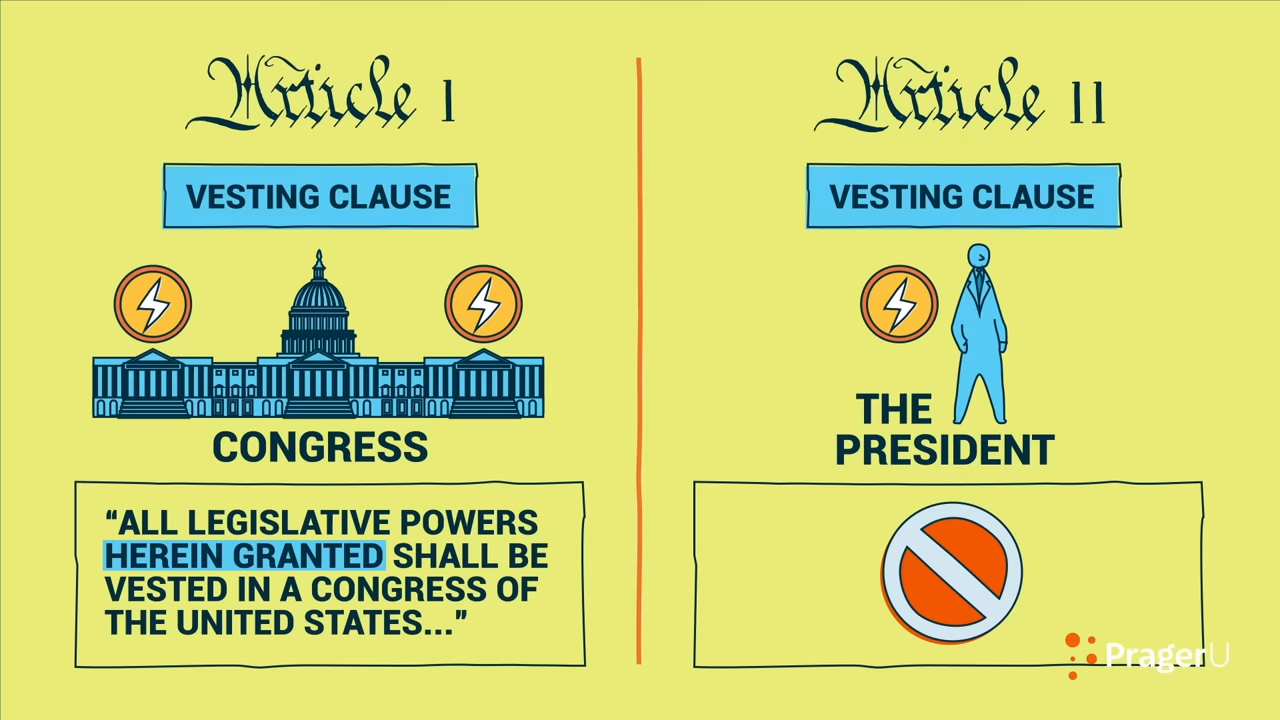 Article I
VESTING CLAUSE
CONGRESS
“ALL LEGISLATIVE POWERS
HEREIN GRANTED SHALL BE
VESTED IN A CONGRESS OF
THE UNITED STATES...”
Article II
VESTING CLAUSE
THE
PRESIDENT
PragerU